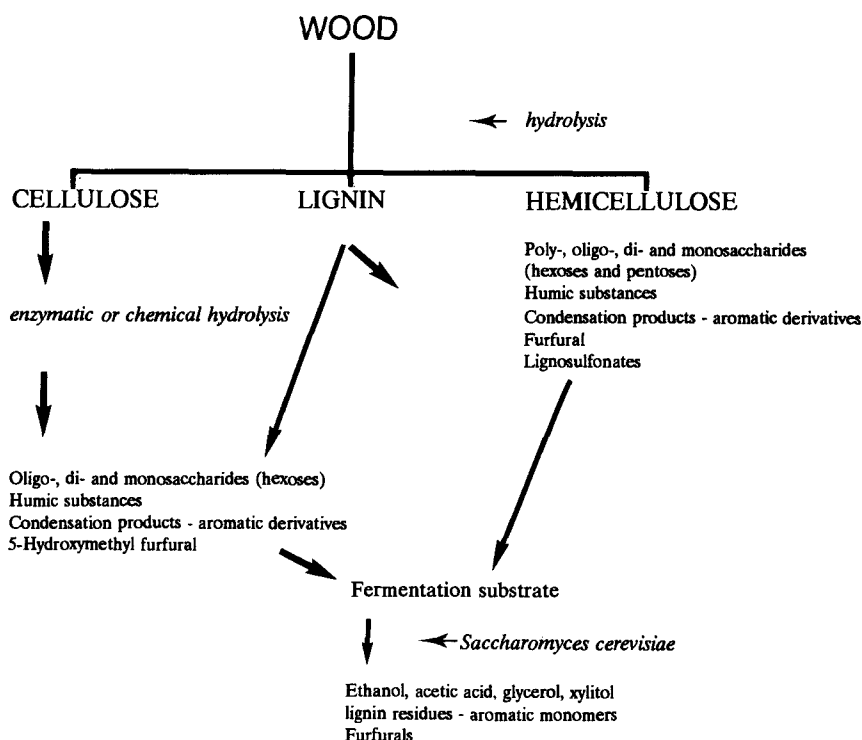 WOOD
hydrolysis
CELLULOSE
LIGNIN
HEMICELLULOSE
Poly-, oligo-, di- and monosaccharides
(hexoses and pentoses)
Humic substances
Condensation products - aromatic derivatives
Furfural
Lignosulfonates
enzymatic or chemical hydrolysis
Oligo-, di- and monosaccharides (hexoses)
Humic substances
Condensation products - aromatic derivatives
5-Hydroxymethyl furfural
Fermentation substrate
Saccharomyces cerevisiae
Ethanol, acetic acid, glycerol, xylitol
lignin residues - aromatic monomers
Furfurals